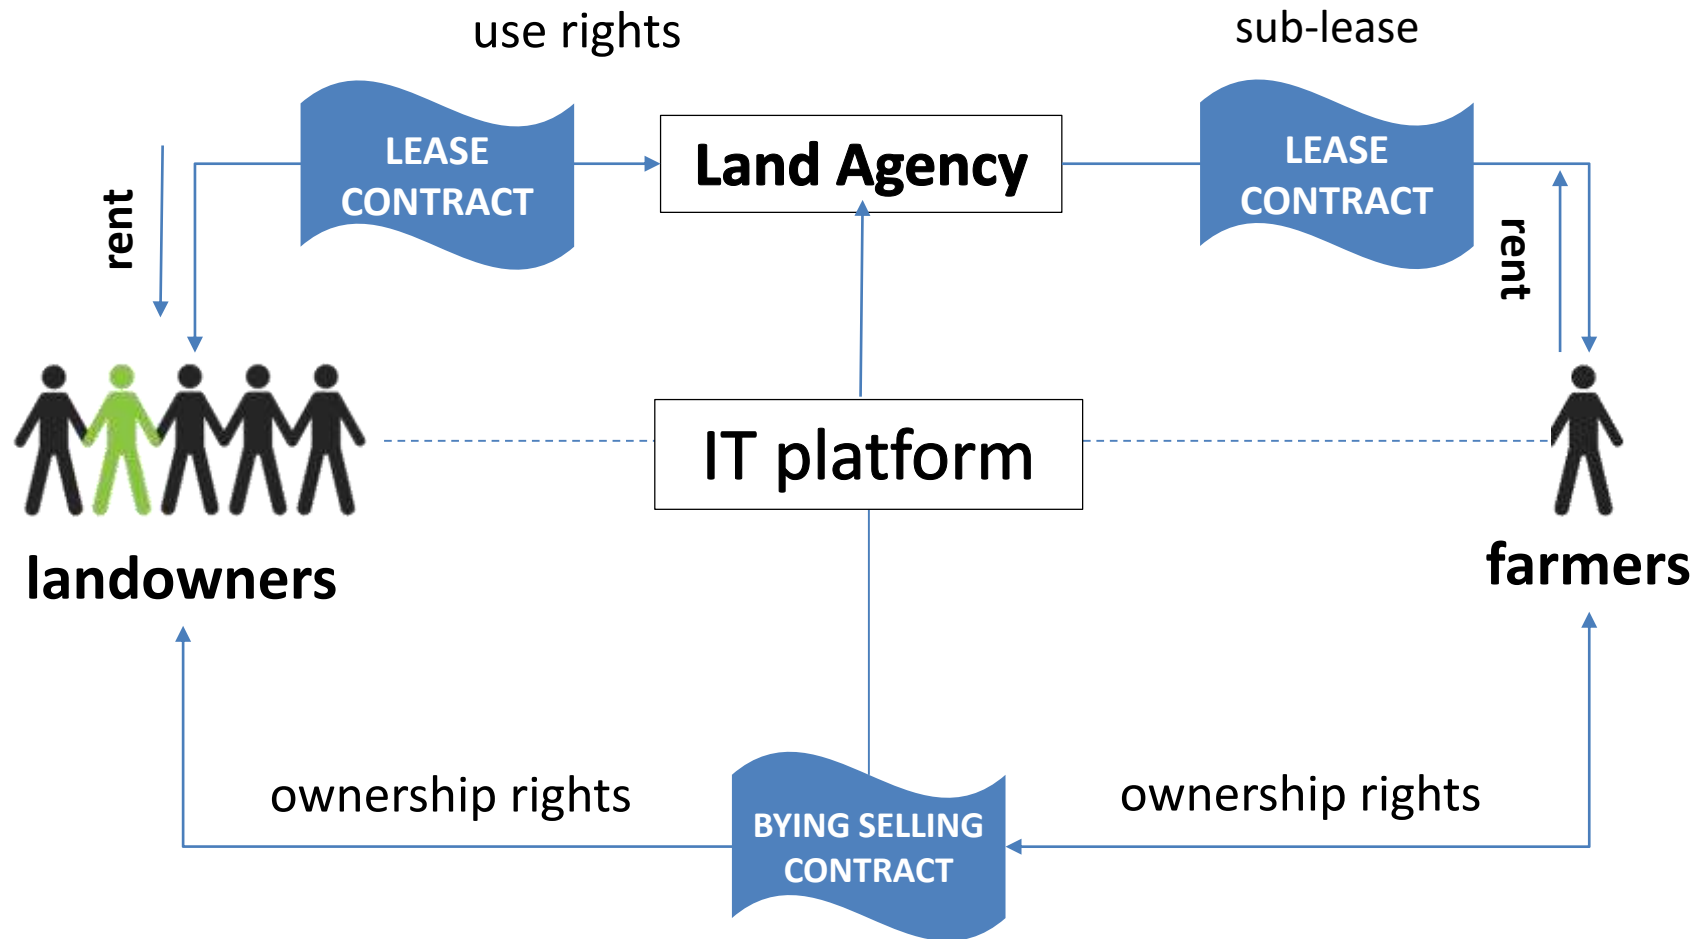 use rights
sub-lease
LEASE
CONTRACT
Land Agency
LEASE
CONTRACT
rent
rent
IT platform
landowners
farmers
ownership rights
ownership rights
BYING SELLING
CONTRACT